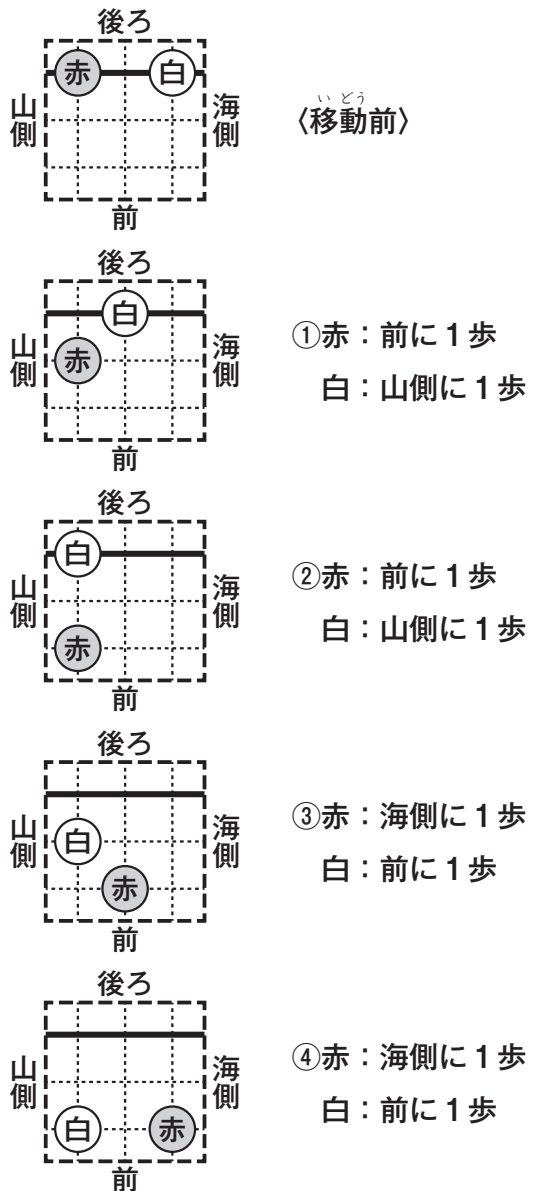 後ろ
赤 白
山側 海側
前
〈移動前〉
いどう
後ろ
白
赤
山側 海側
前
①赤：前に1歩
白：山側に1歩
後ろ
白
山側 海側
赤
前
②赤：前に1歩
白：山側に1歩
後ろ
山側 白 海側
赤
前
③赤：海側に1歩
白：前に1歩
後ろ
山側 海側
白 赤
前
④赤：海側に1歩
白：前に1歩